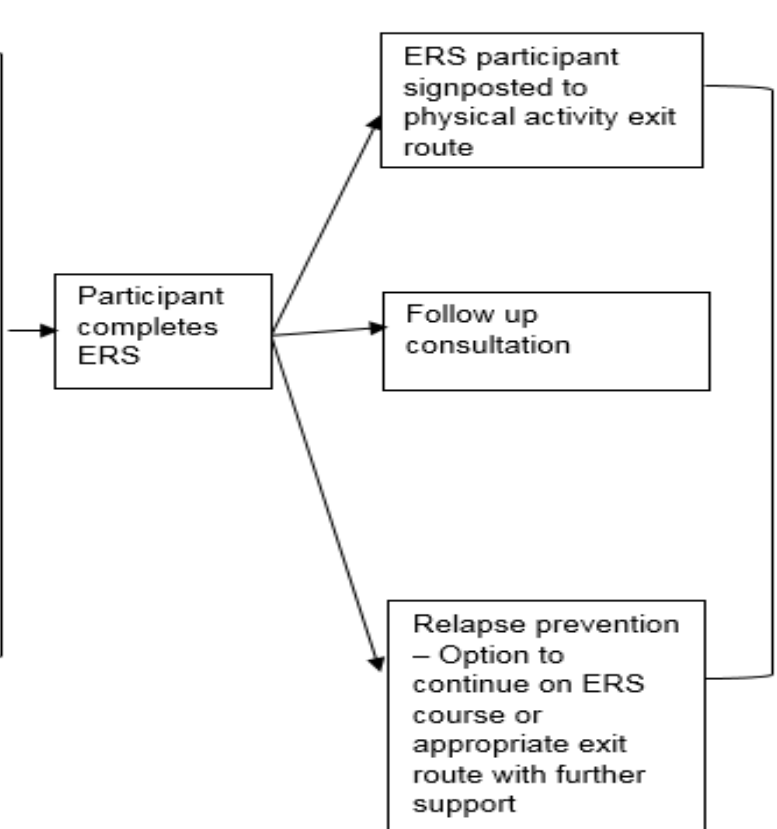 ERS participant
signposted to
physical activity exit
route
Participant
completes
ERS
Follow up
consultation
Relapse prevention
– Option to
continue on ERS
course or
appropriate exit
route with further
support